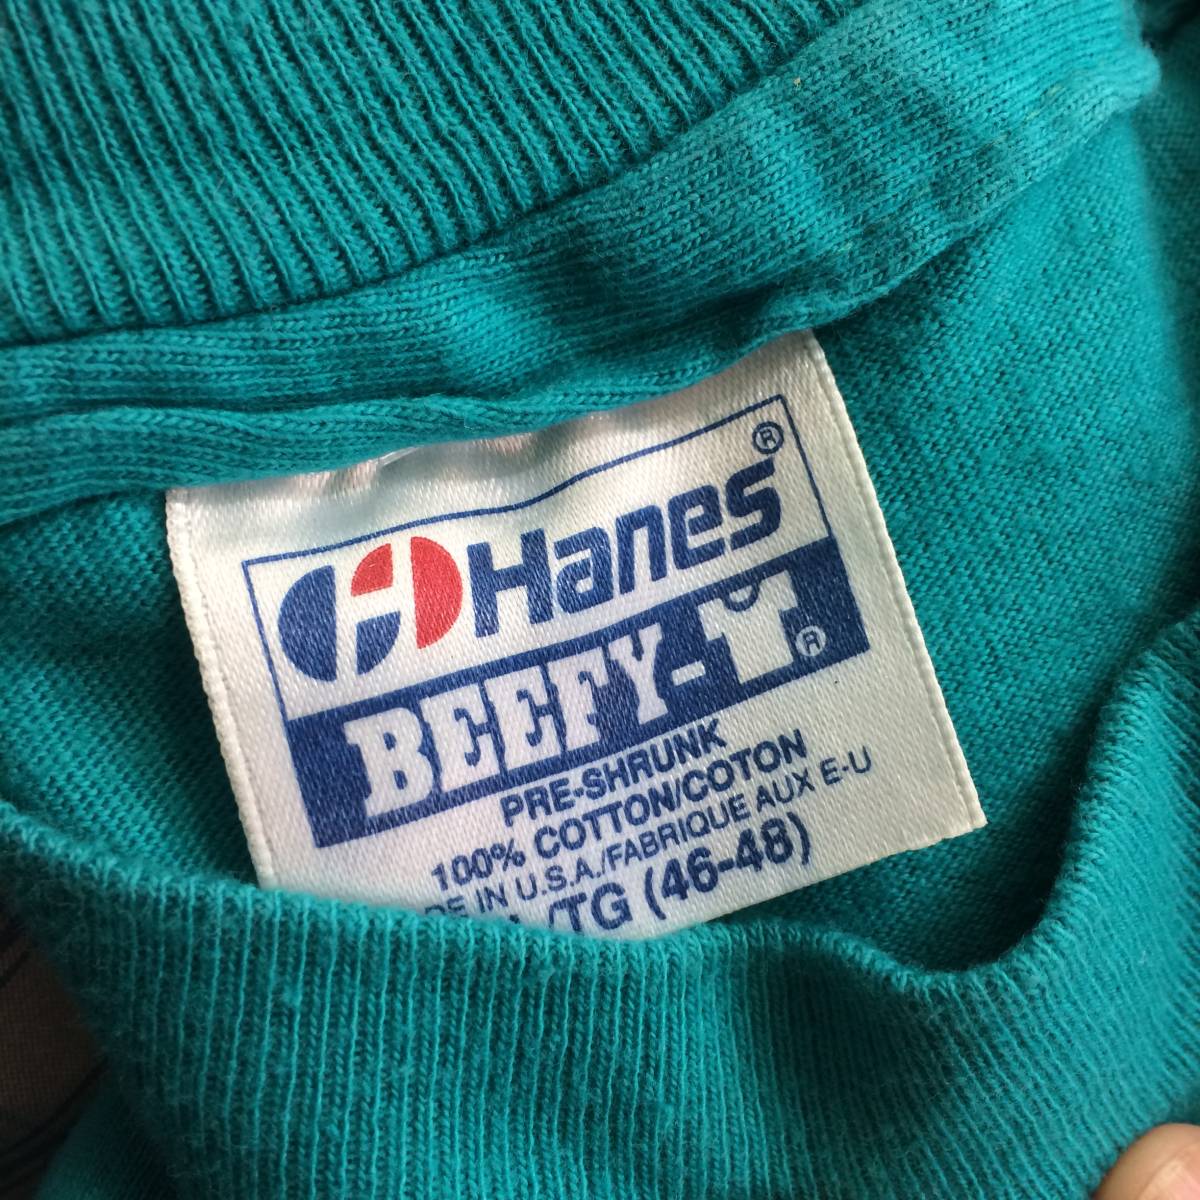 Hanes®
BEEFY-T®
PRE-SHRUNK
100% COTTON/COTON
IN U.S.A./FABRIQUE AUX E-U
/TG (46-48)